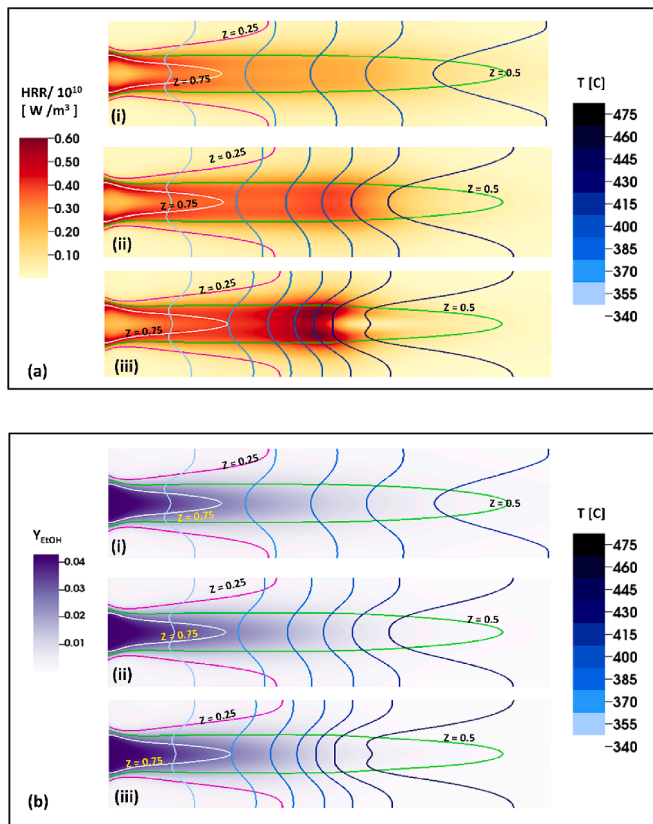 Z = 0.25
Z = 0.75
Z = 0.5
(i)
HRR/ 10¹⁰
[ W /m³ ]
0.60
0.50
0.40
0.30
0.20
0.10
Z = 0.25
Z = 0.75
Z = 0.5
(ii)
Z = 0.25
Z = 0.75
Z = 0.5
(iii)
(a)
T [C]
475
460
445
430
415
400
385
370
355
340
Z = 0.25
Z = 0.75
Z = 0.5
(i)
Y_EtOH
0.04
0.03
0.02
0.01
Z = 0.25
Z = 0.75
Z = 0.5
(ii)
Z = 0.25
Z = 0.75
Z = 0.5
(iii)
(b)
T [C]
475
460
445
430
415
400
385
370
355
340